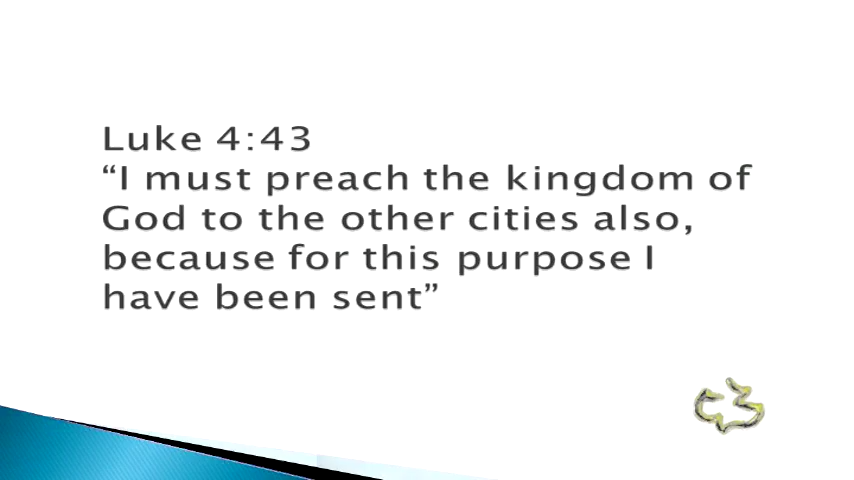 Luke 4:43
“I must preach the kingdom of
God to the other cities also,
because for this purpose I
have been sent”